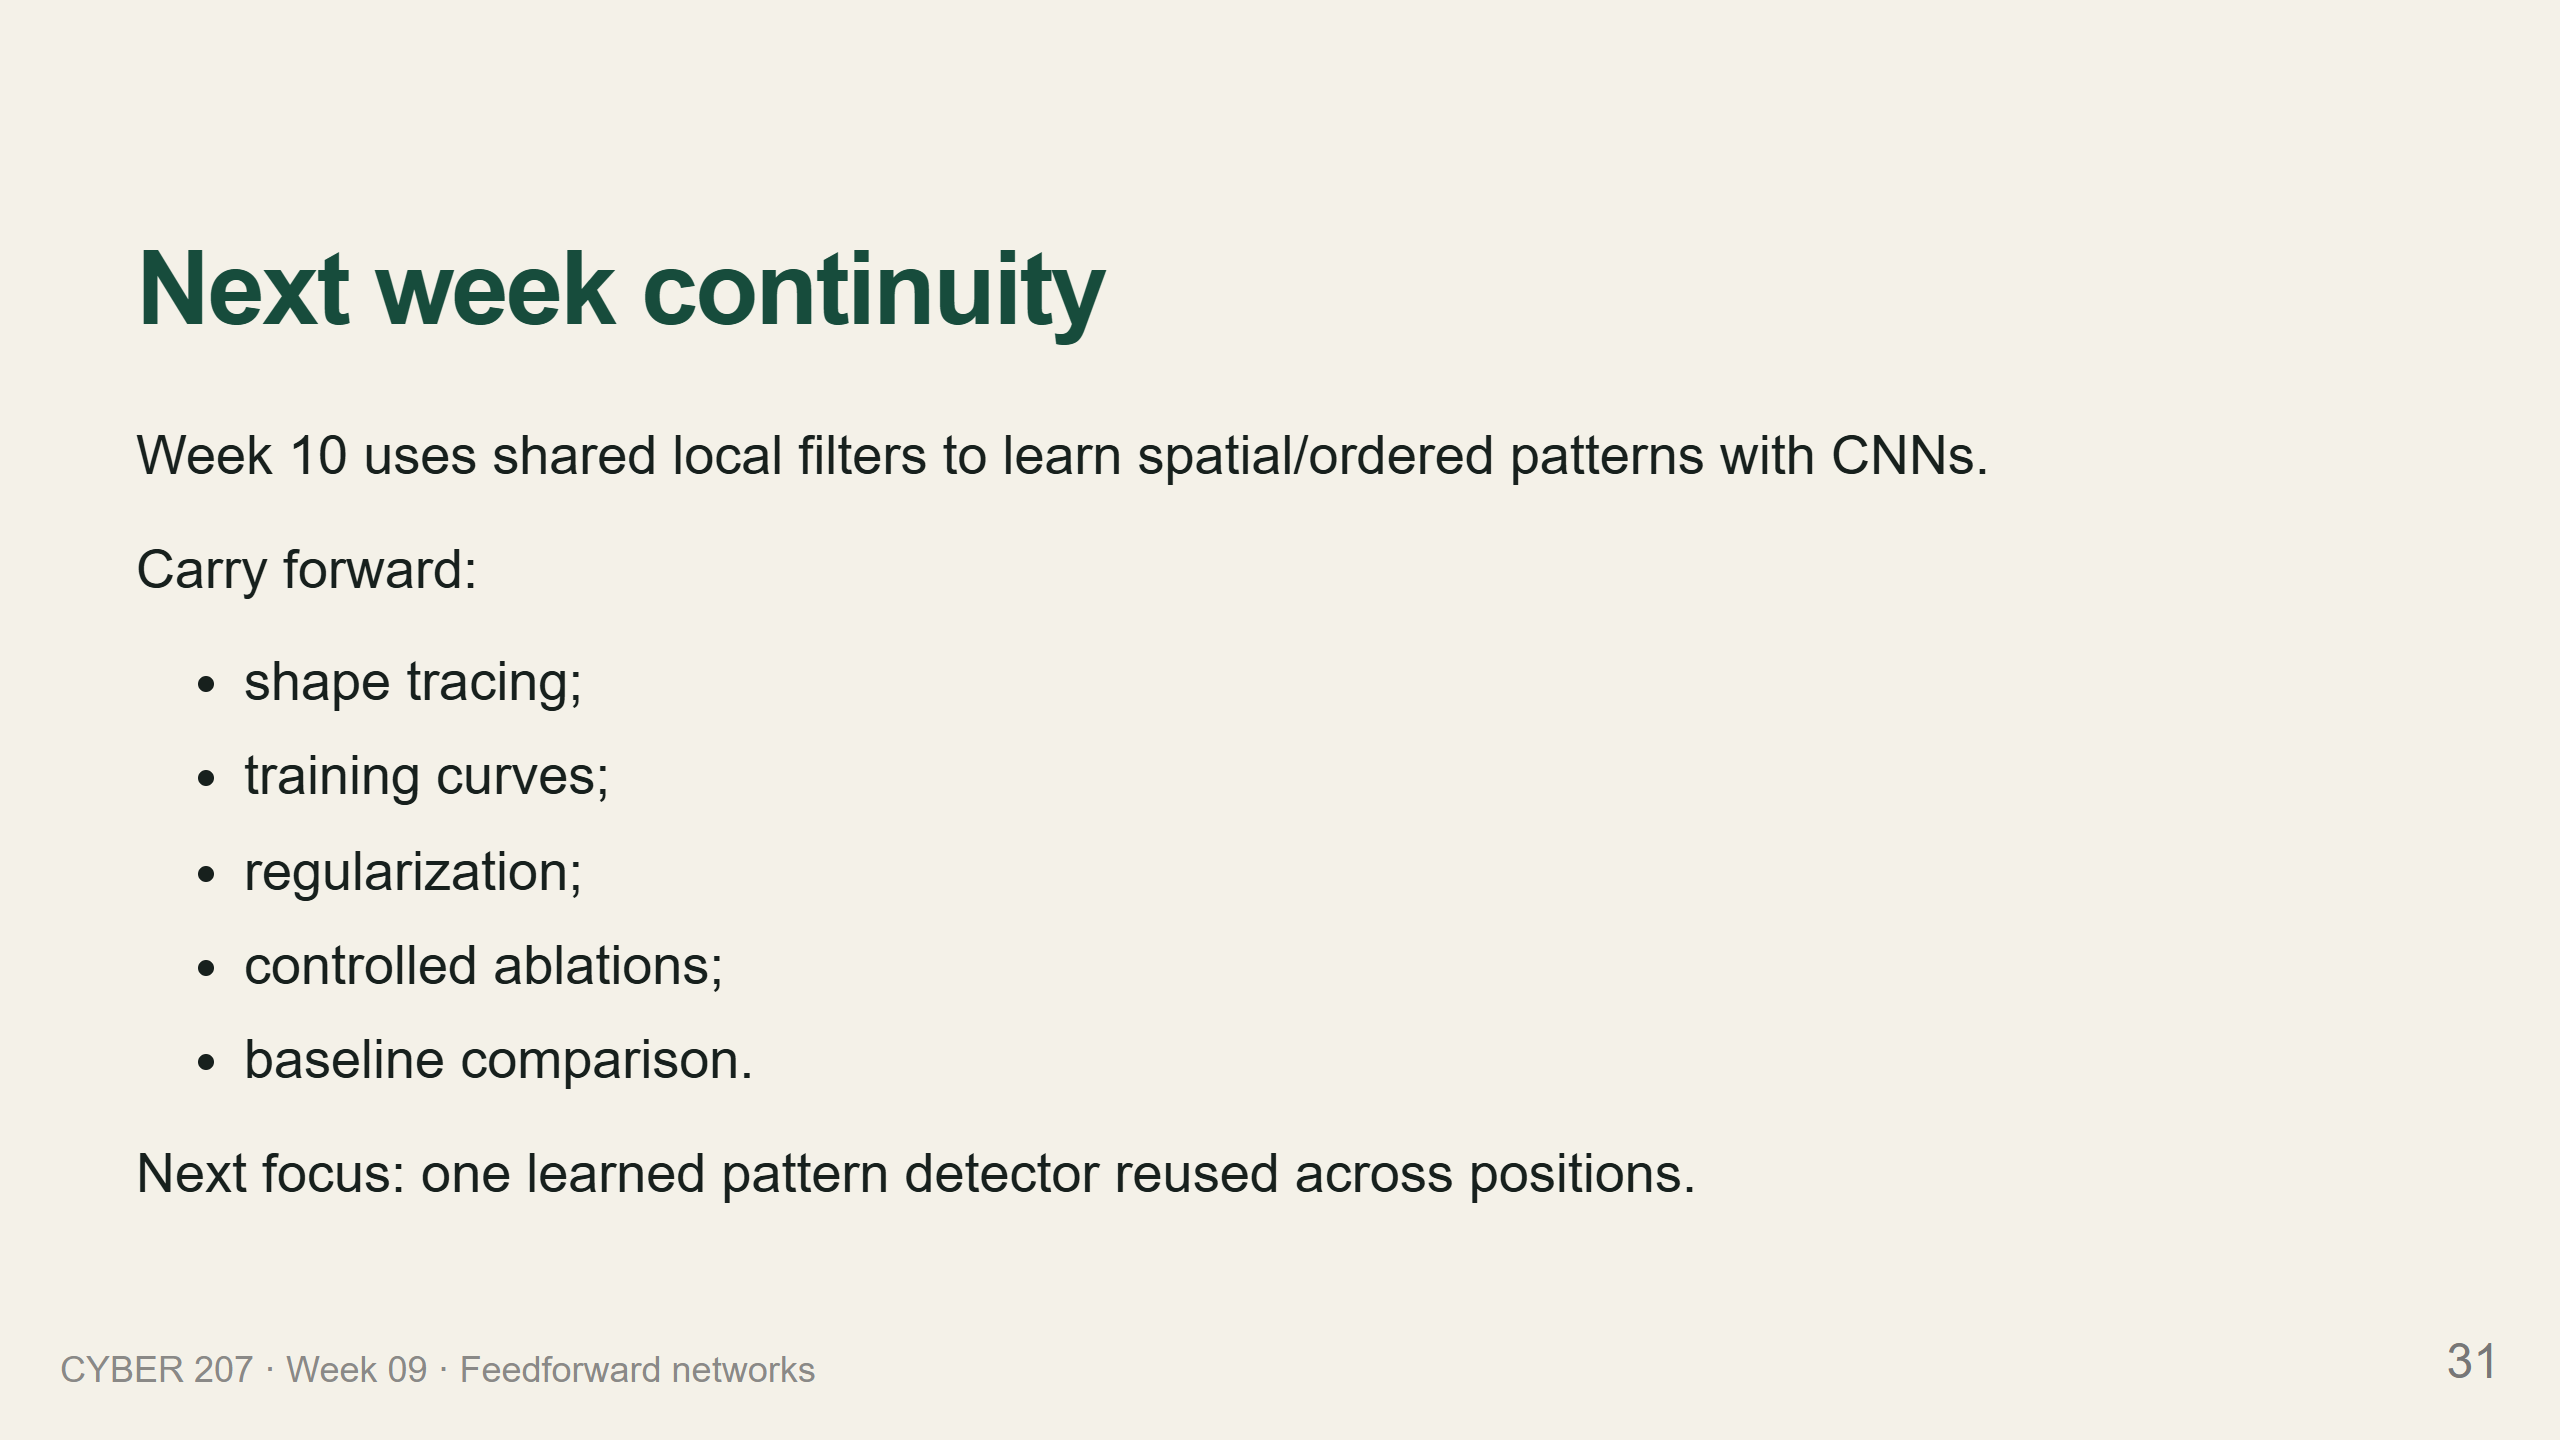 Next week continuity
Week 10 uses shared local filters to learn spatial/ordered patterns with CNNs.
Carry forward:
• shape tracing;
• training curves;
• regularization;
• controlled ablations;
• baseline comparison.
Next focus: one learned pattern detector reused across positions.
CYBER 207 · Week 09 · Feedforward networks
31